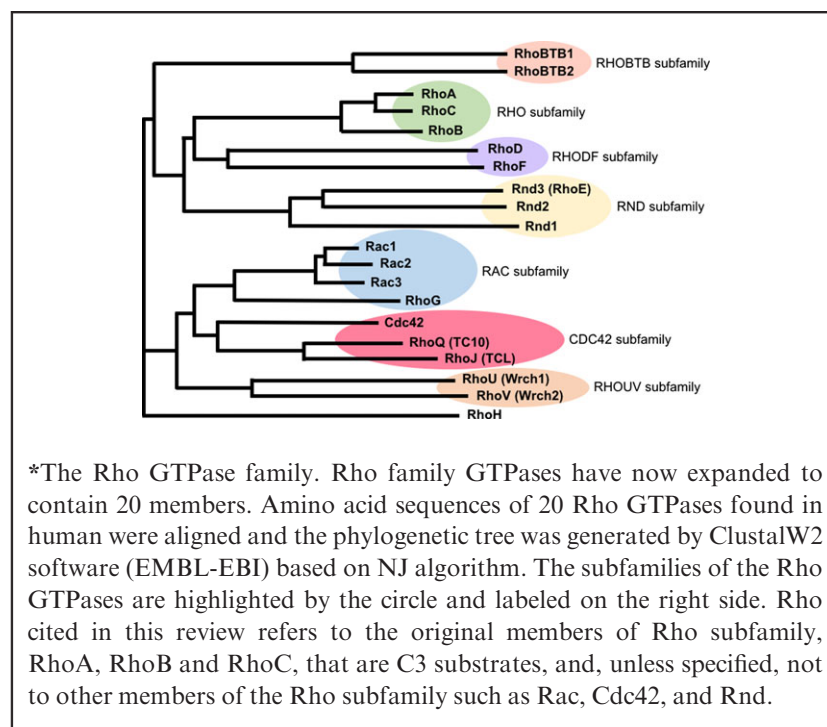 RhoBTB1
RhoBTB2
RHOBTB subfamily
RhoA
RhoC
RhoB
RHO subfamily
RhoD
RhoF
RHODF subfamily
Rnd3 (RhoE)
Rnd2
Rnd1
RND subfamily
Rac1
Rac2
Rac3
RhoG
RAC subfamily
Cdc42
RhoQ (TC10)
RhoJ (TCL)
CDC42 subfamily
RhoU (Wrch1)
RhoV (Wrch2)
RHOUV subfamily
RhoH
*The Rho GTPase family. Rho family GTPases have now expanded to
contain 20 members. Amino acid sequences of 20 Rho GTPases found in
human were aligned and the phylogenetic tree was generated by ClustalW2
software (EMBL-EBI) based on NJ algorithm. The subfamilies of the Rho
GTPases are highlighted by the circle and labeled on the right side. Rho
cited in this review refers to the original members of Rho subfamily,
RhoA, RhoB and RhoC, that are C3 substrates, and, unless specified, not
to other members of the Rho subfamily such as Rac, Cdc42, and Rnd.